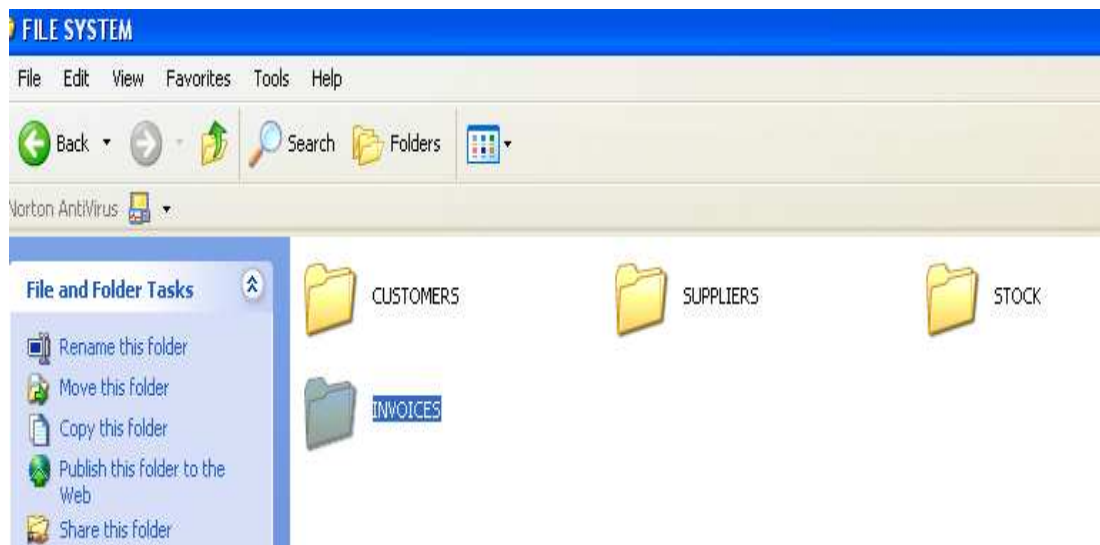 FILE SYSTEM
File Edit View Favorites Tools Help
Back Search Folders
Norton AntiVirus
File and Folder Tasks
Rename this folder
Move this folder
Copy this folder
Publish this folder to the
Web
Share this folder
CUSTOMERS SUPPLIERS STOCK
INVOICES